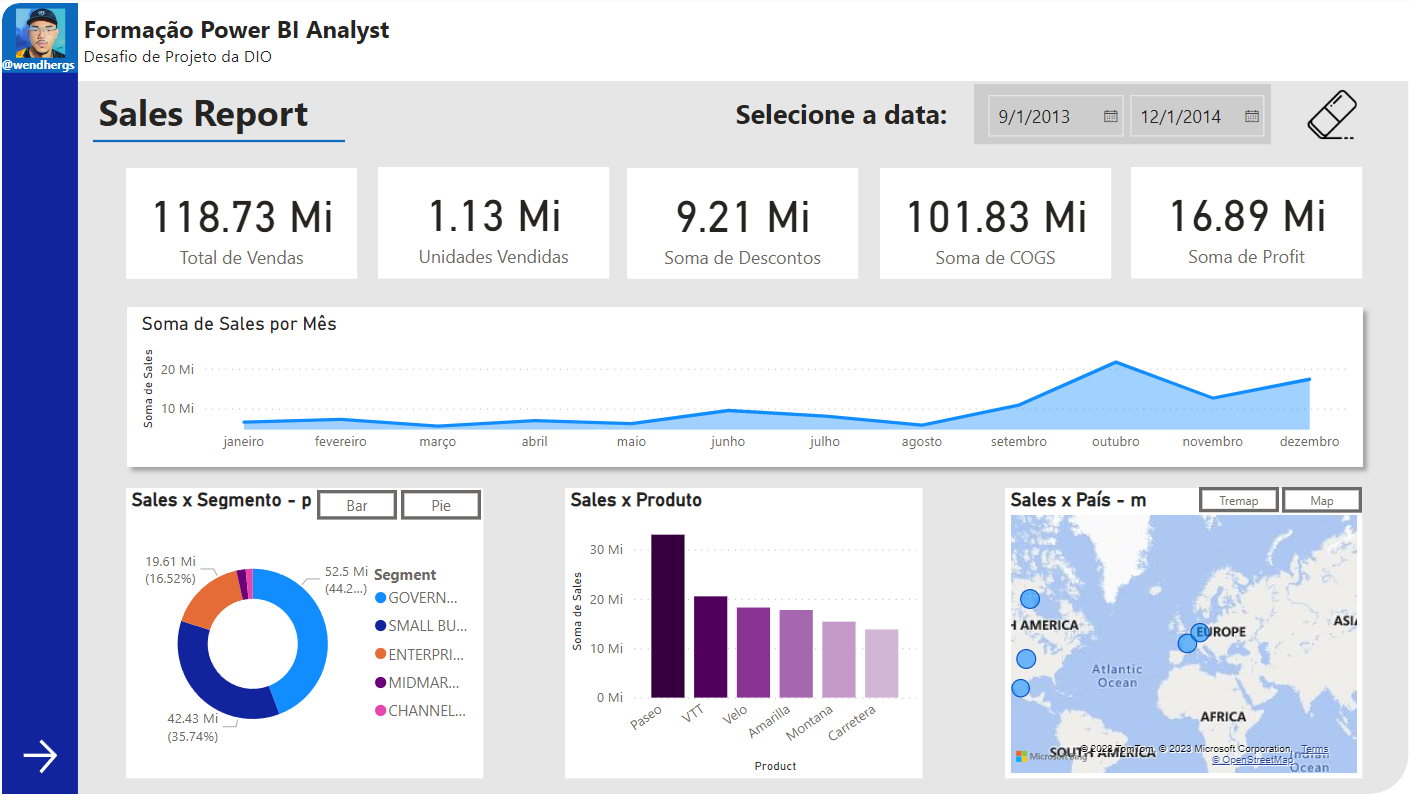 @wendhergs
Formação Power BI Analyst
Desafio de Projeto da DIO
Sales Report
Selecione a data:
9/1/2013
12/1/2014
118.73 Mi
Total de Vendas
1.13 Mi
Unidades Vendidas
9.21 Mi
Soma de Descontos
101.83 Mi
Soma de COGS
16.89 Mi
Soma de Profit
Soma de Sales por Mês
Soma de Sales
20 Mi
10 Mi
janeiro fevereiro março abril maio junho julho agosto setembro outubro novembro dezembro
Sales x Segmento - p
Bar
Pie
19.61 Mi
(16.52%)
52.5 Mi
(44.2...)
42.43 Mi
(35.74%)
Segment
GOVERN...
SMALL BU...
ENTERPRI...
MIDMAR...
CHANNEL...
Sales x Produto
Soma de Sales
30 Mi
20 Mi
10 Mi
0 Mi
Paseo VTT Velo Amarilla Montana Carretera
Product
Sales x País - m
Tremap
Map
H AMERICA
EUROPE
ASIA
Atlantic
Ocean
AFRICA
SOUTH AMERICA
Indian
Ocean
Microsoft Bing
© 2023 TomTom, © 2023 Microsoft Corporation, Terms
© OpenStreetMap